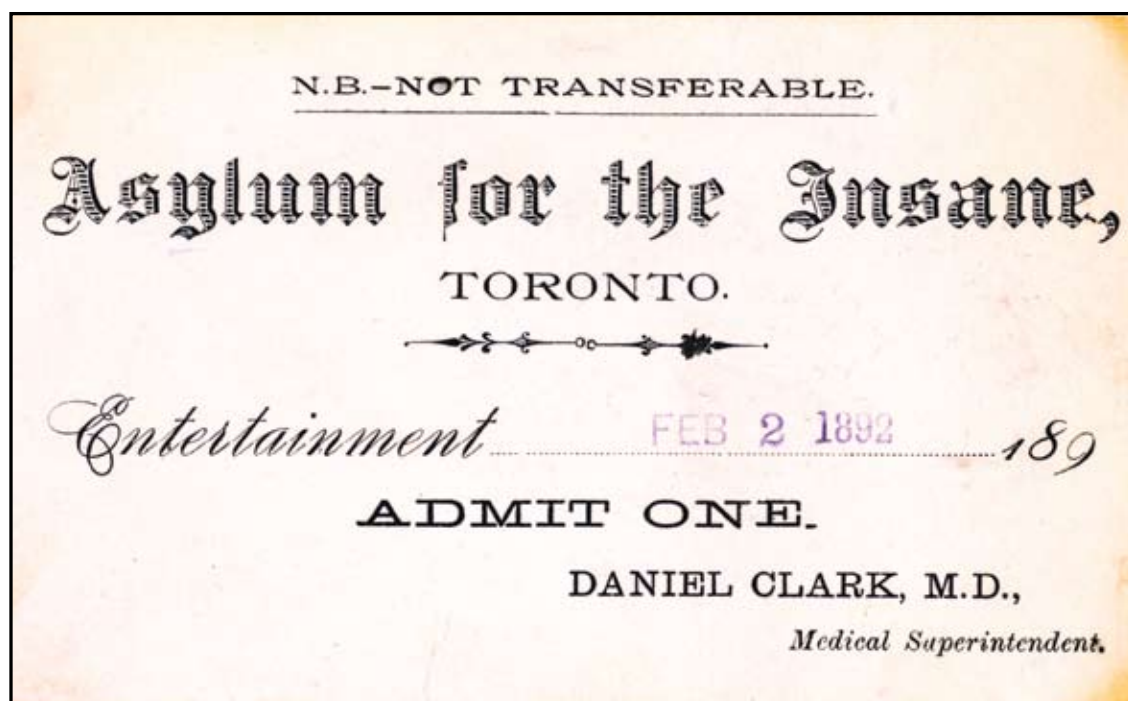 N.B.-NOT TRANSFERABLE.
Asylum for the Insane,
TORONTO.
Entertainment FEB 2 1892 189
ADMIT ONE.
DANIEL CLARK, M.D.,
Medical Superintendent.